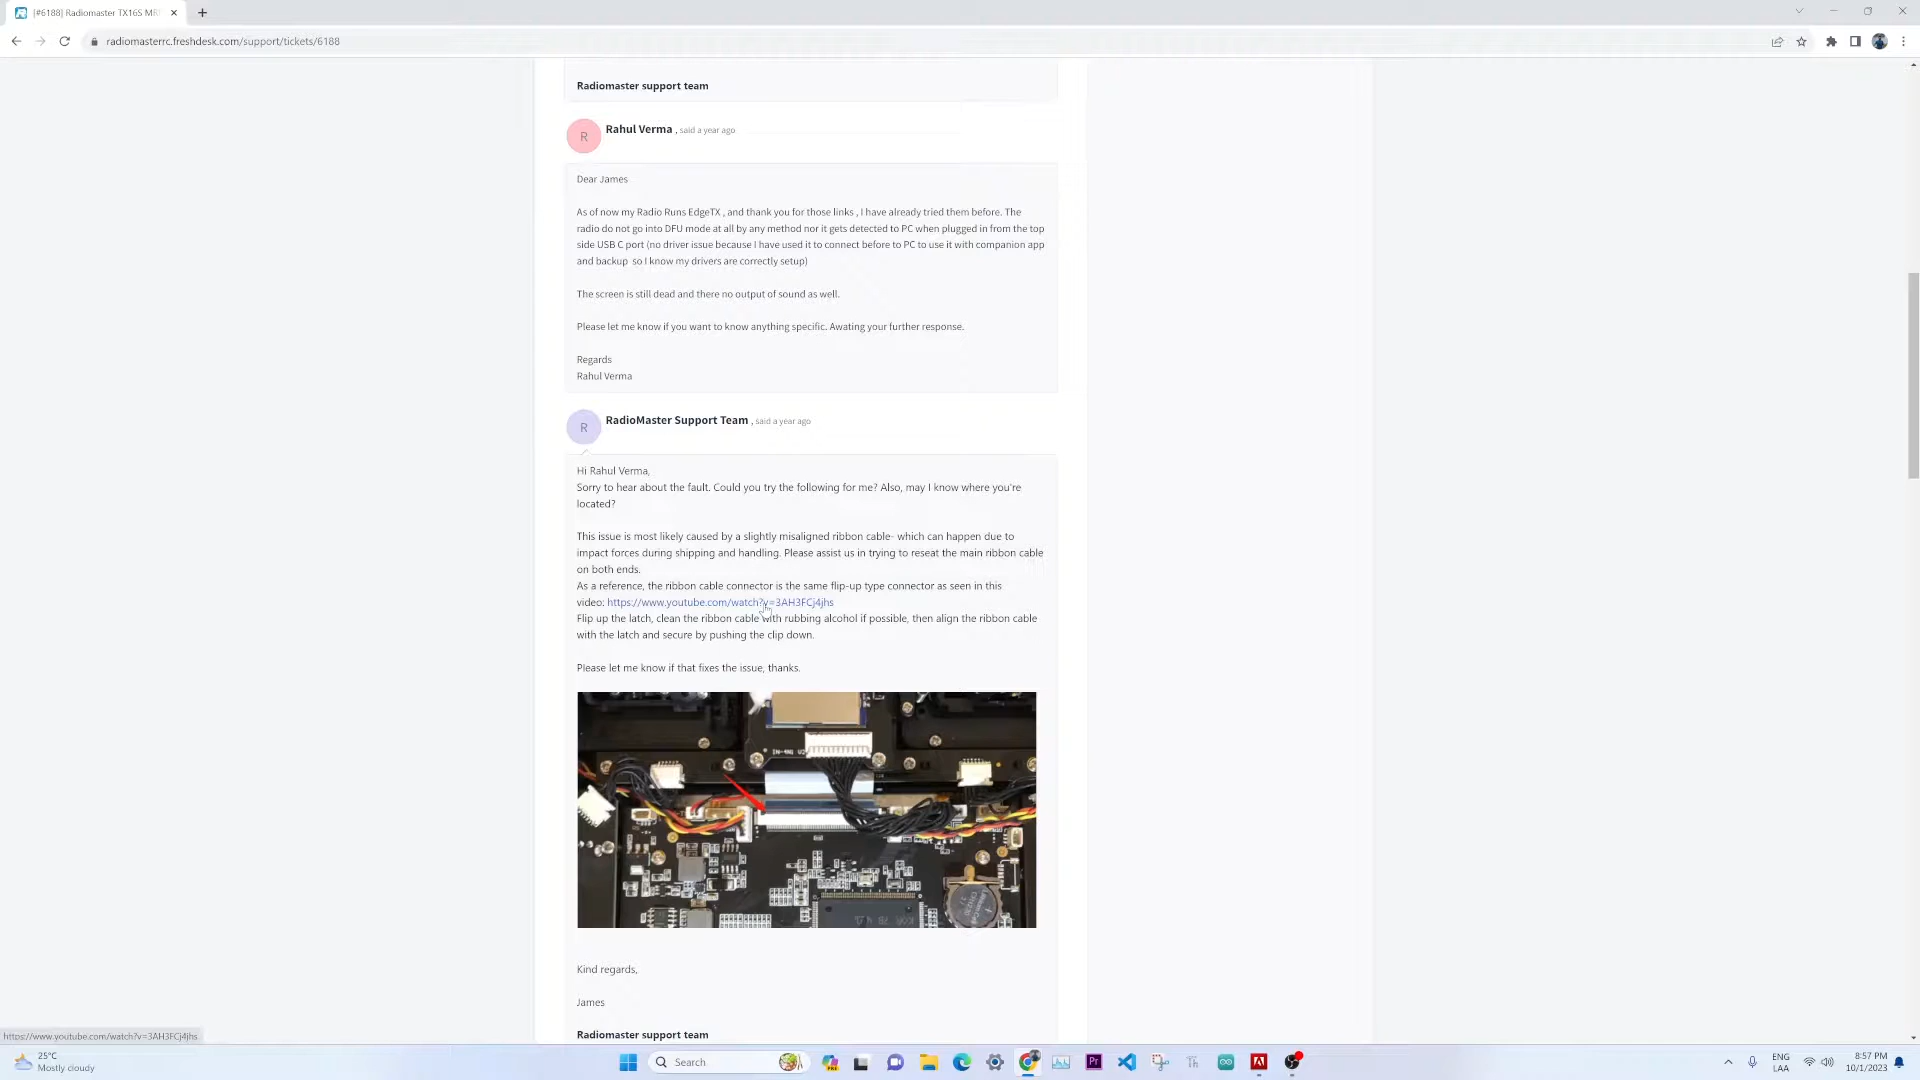 [#6188] Radiomaster TX16S MRI
radiomasterrc.freshdesk.com/support/tickets/6188
Radiomaster support team
R
Rahul Verma , said a year ago
Dear James
As of now my Radio Runs EdgeTX , and thank you for those links , I have already tried them before. The
radio do not go into DFU mode at all by any method nor it gets detected to PC when plugged in from the top
side USB C port (no driver issue because I have used it to connect before to PC to use it with companion app
and backup so I know my drivers are correctly setup)
The screen is still dead and there no output of sound as well.
Please let me know if you want to know anything specific. Awating your further response.
Regards
Rahul Verma
R
RadioMaster Support Team , said a year ago
Hi Rahul Verma,
Sorry to hear about the fault. Could you try the following for me? Also, may I know where you're
located?
This issue is most likely caused by a slightly misaligned ribbon cable- which can happen due to
impact forces during shipping and handling. Please assist us in trying to reseat the main ribbon cable
on both ends.
As a reference, the ribbon cable connector is the same flip-up type connector as seen in this
video: https://www.youtube.com/watch?v=3AH3FCj4jhs
Flip up the latch, clean the ribbon cable with rubbing alcohol if possible, then align the ribbon cable
with the latch and secure by pushing the clip down.
Please let me know if that fixes the issue, thanks.
Kind regards,
James
Radiomaster support team
https://www.youtube.com/watch?v=3AH3FCj4jhs
25°C
Mostly cloudy
Search
PRE
Pr
ENG
LAA
8:57 PM
10/1/2023